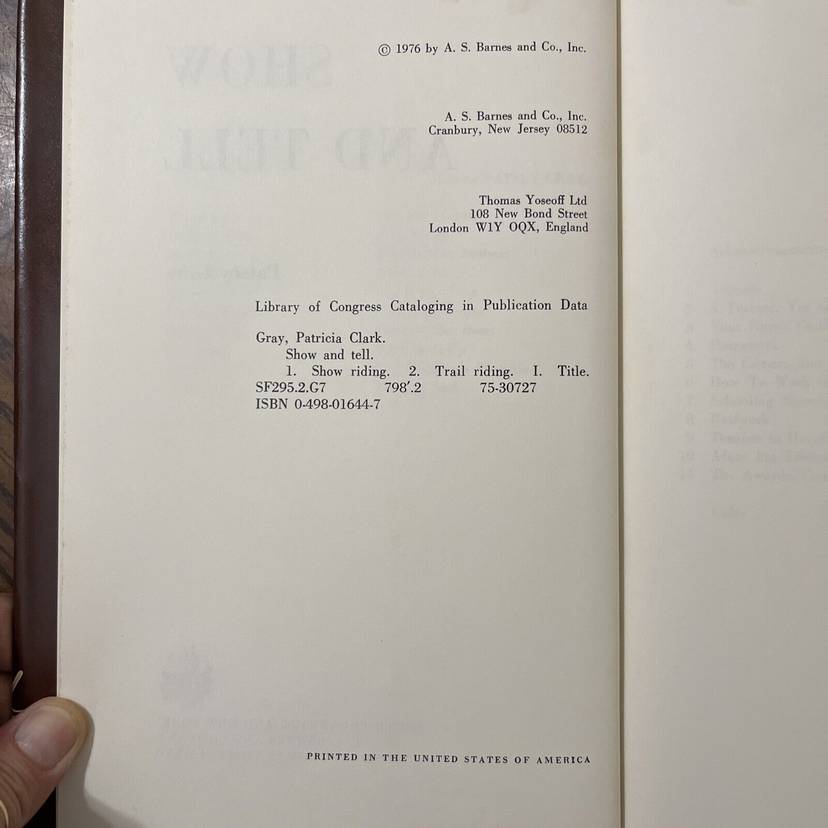 © 1976 by A. S. Barnes and Co., Inc.
A. S. Barnes and Co., Inc.
Cranbury, New Jersey 08512
Thomas Yoseloff Ltd
108 New Bond Street
London W1Y OQX, England
Library of Congress Cataloging in Publication Data
Gray, Patricia Clark.
Show and tell.
1. Show riding. 2. Trail riding. I. Title.
SF295.2.G7 798′.2 75-30727
ISBN 0-498-01644-7
PRINTED IN THE UNITED STATES OF AMERICA
SHOW
AND TELL